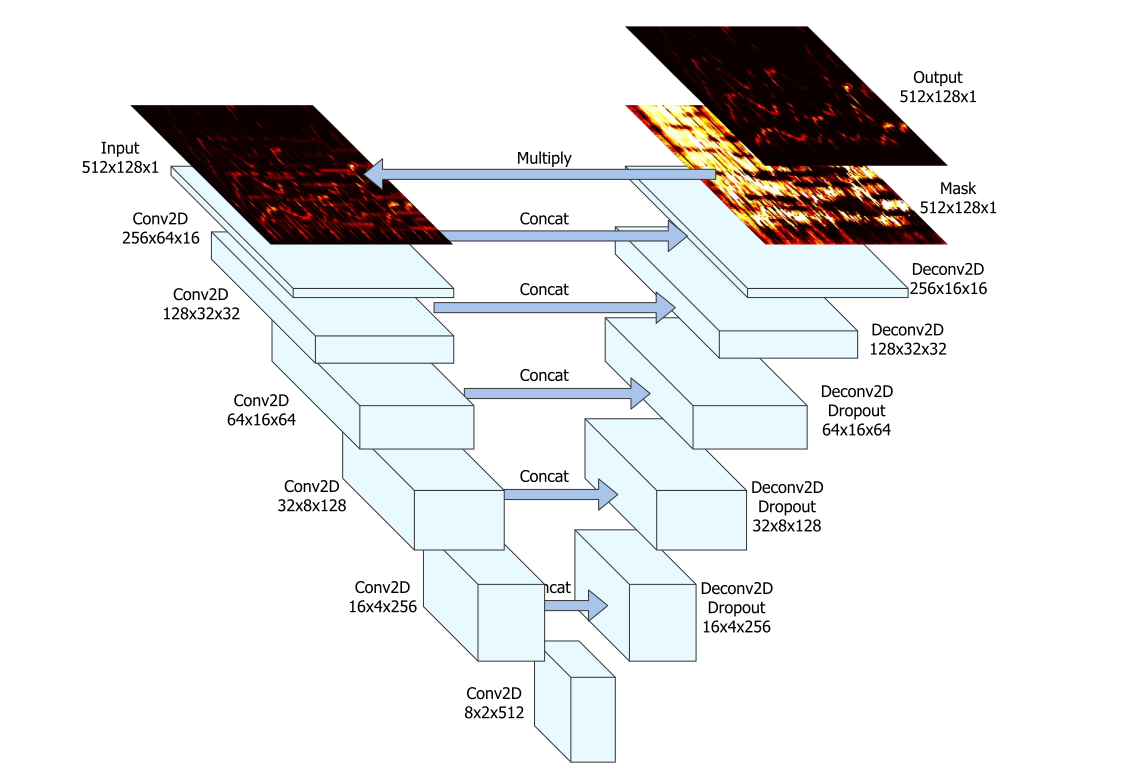 Output
512x128x1
Input
512x128x1
Multiply
Mask
512x128x1
Conv2D
256x64x16
Concat
Deconv2D
256x16x16
Conv2D
128x32x32
Concat
Deconv2D
128x32x32
Conv2D
64x16x64
Concat
Deconv2D
Dropout
64x16x64
Conv2D
32x8x128
Concat
Deconv2D
Dropout
32x8x128
Conv2D
16x4x256
Deconv2D
Dropout
16x4x256
Conv2D
8x2x512